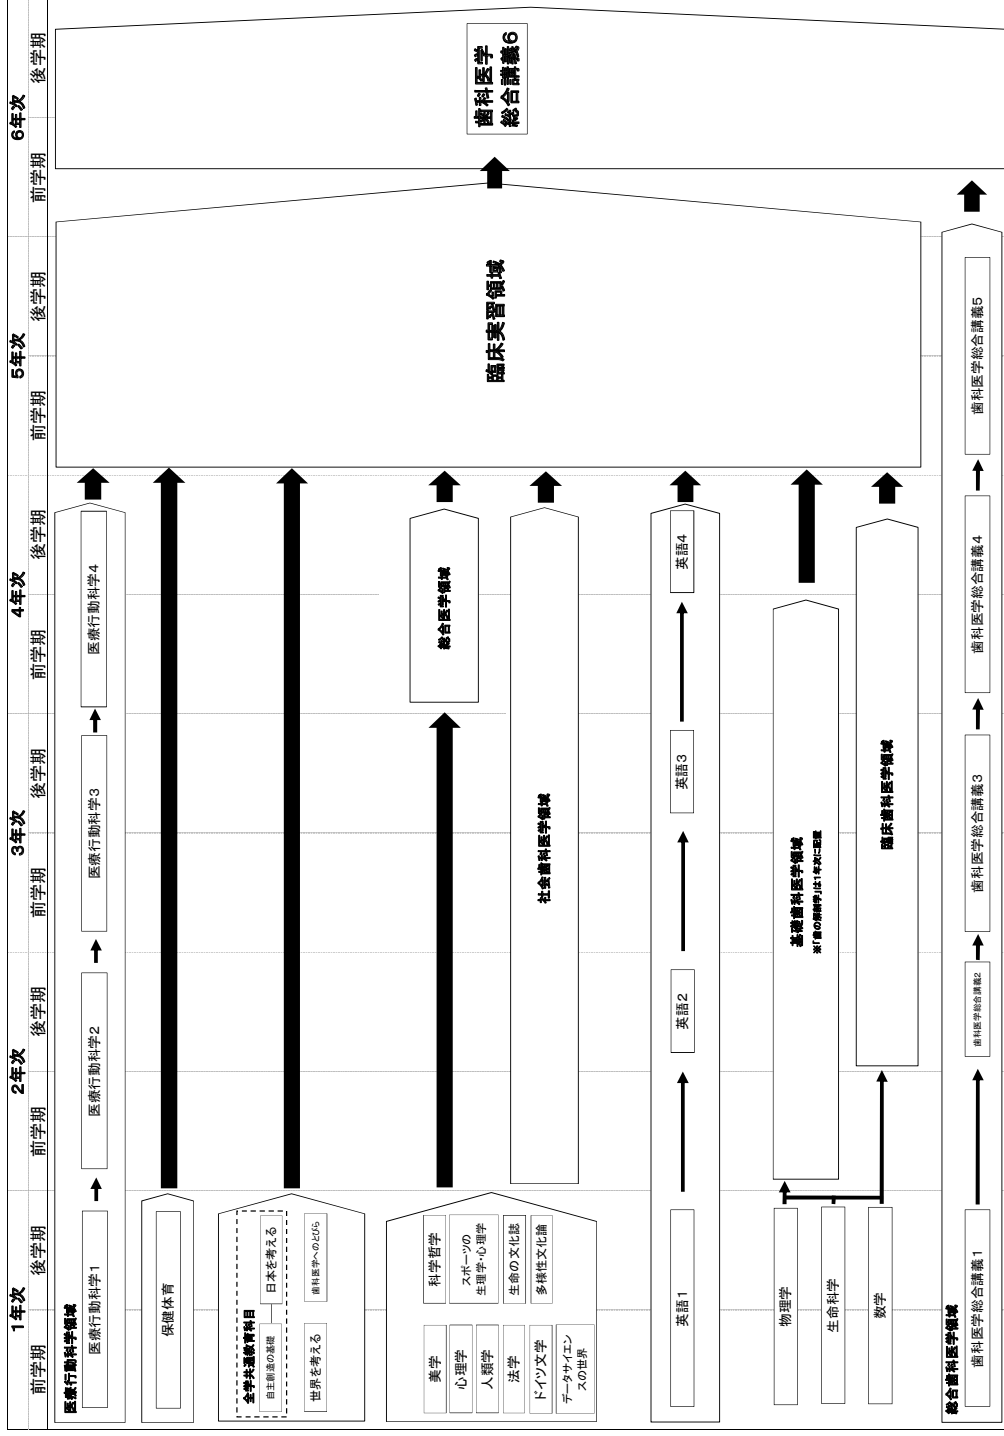 1年次
2年次
3年次
4年次
5年次
6年次
前学期
後学期
前学期
後学期
前学期
後学期
前学期
後学期
前学期
後学期
前学期
後学期
医療行動科学領域
医療行動科学1
医療行動科学2
医療行動科学3
医療行動科学4
保健体育
全学共通教育科目
自主創造の基礎
日本を考える
世界を考える
歯科医学へのとびら
美学
心理学
人類学
法学
ドイツ文学
データサイエン
スの世界
科学哲学
スポーツの
生理学・心理学
生命の文化誌
多様性文化論
総合医学領域
社会歯科医学領域
英語1
英語2
英語3
英語4
物理学
生命科学
数学
基礎歯科医学領域
※「歯の解剖学」は1年次に配置
臨床歯科医学領域
総合歯科医学領域
歯科医学総合講義1
歯科医学総合講義2
歯科医学総合講義3
歯科医学総合講義4
歯科医学総合講義5
臨床実習領域
歯科医学
総合講義6